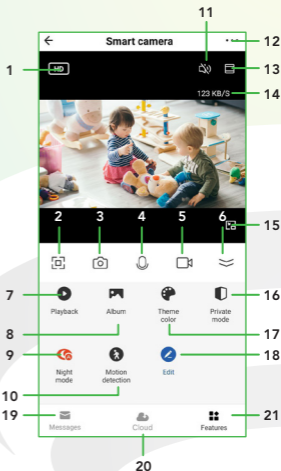 11
Smart camera
12
1
HD
13
123 KB/S
14
2
3
4
5
6
15
7
16
Playback
Album
Theme
color
Private
mode
8
17
9
18
Night
mode
Motion
detection
Edit
10
19
Messages
Cloud
Features
21
20